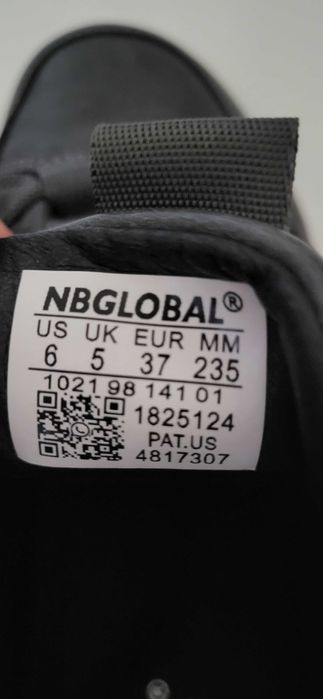 NBGLOBAL®
US UK EUR MM
6 5 37 235
1021 98 141 01
1825124
PAT.US
4817307